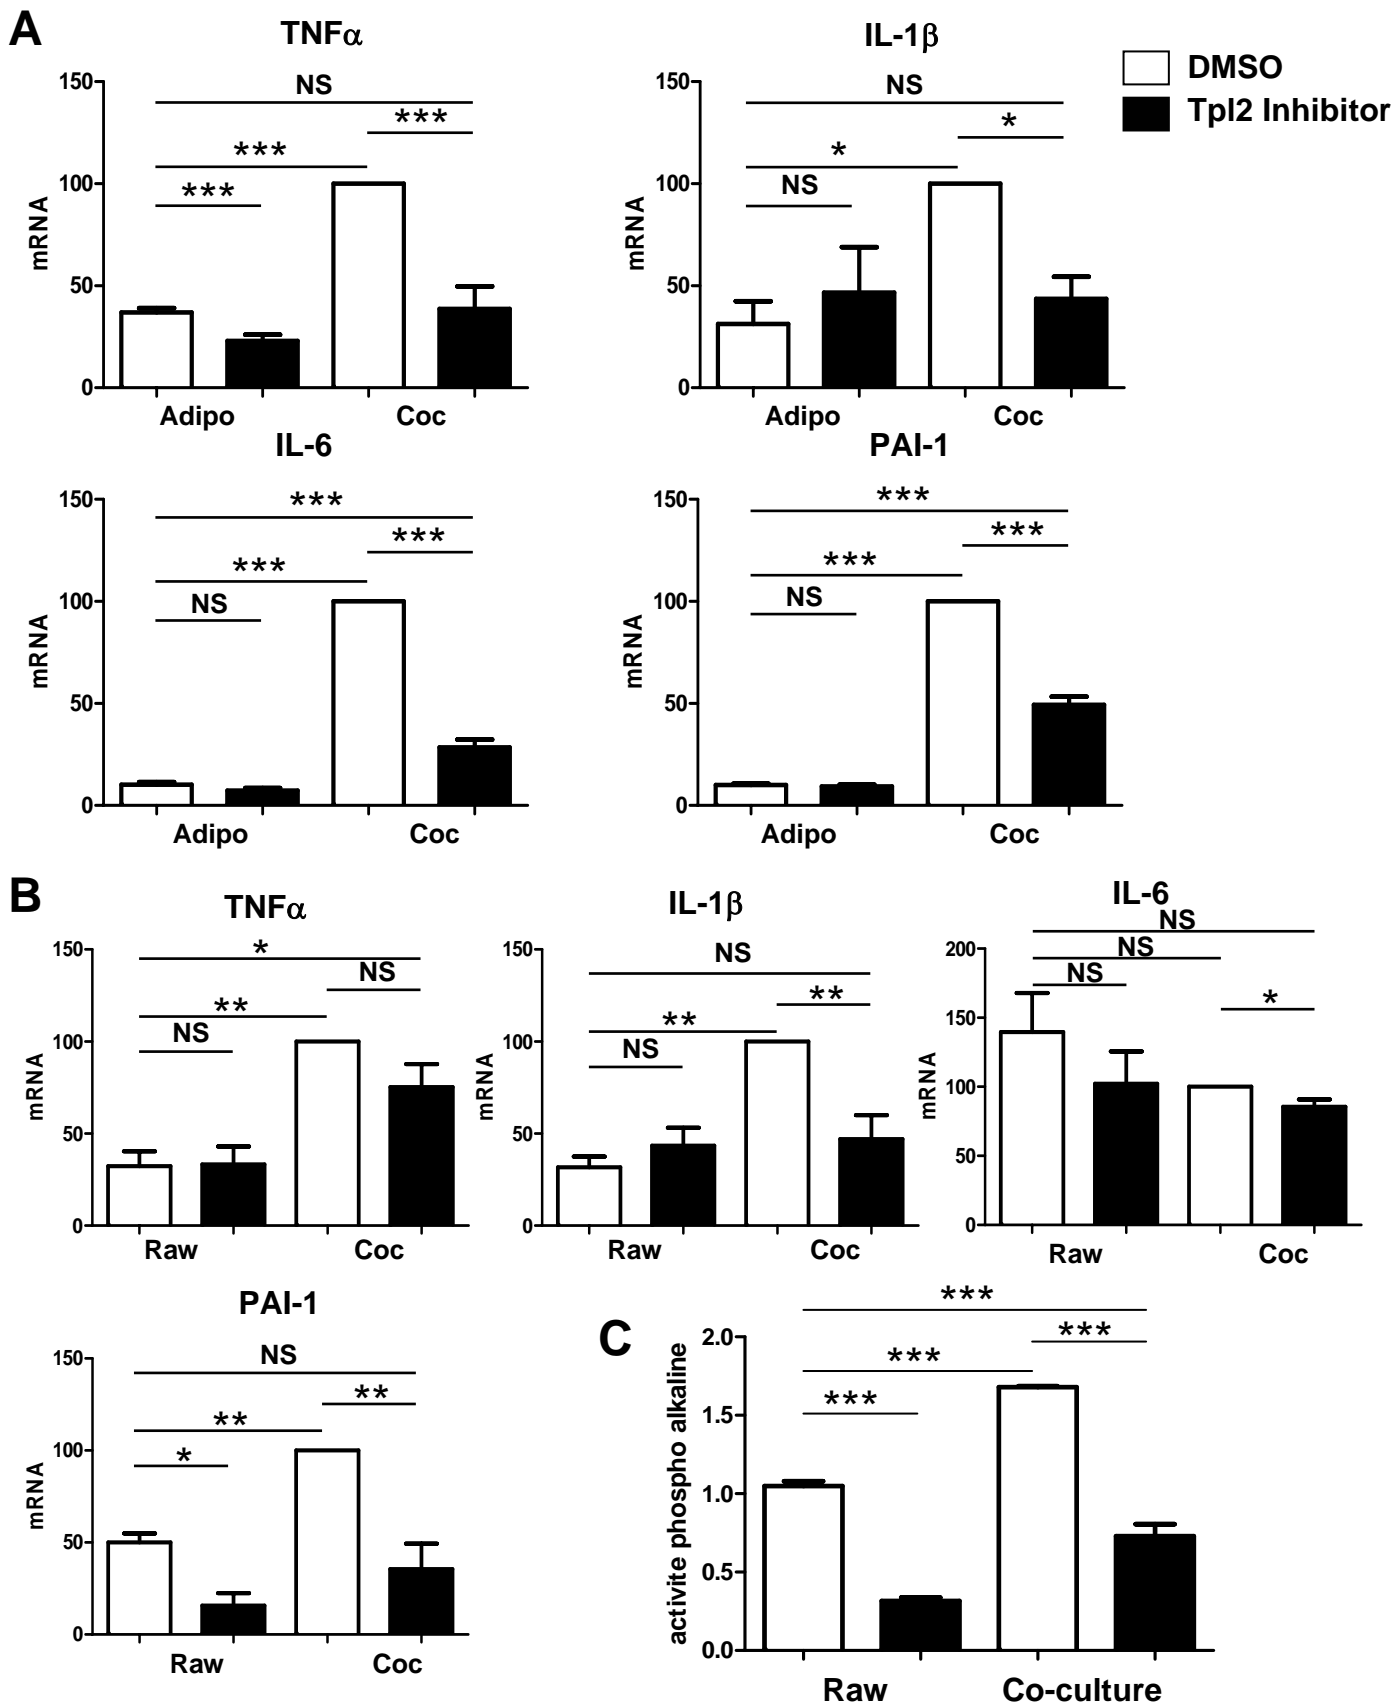 A
TNFα
IL-1β
DMSO
Tpl2 Inhibitor
mRNA
150
100
50
0
NS
***
***
***
Adipo
Coc
mRNA
150
100
50
0
NS
*
*
NS
Adipo
Coc
IL-6
PAI-1
mRNA
150
100
50
0
***
***
***
NS
Adipo
Coc
mRNA
150
100
50
0
***
***
***
NS
Adipo
Coc
B
TNFα
mRNA
150
100
50
0
*
NS
**
NS
Raw
Coc
IL-1β
mRNA
150
100
50
0
NS
**
**
NS
Raw
Coc
IL-6
mRNA
200
150
100
50
0
NS
NS
NS
*
Raw
Coc
PAI-1
mRNA
150
100
50
0
NS
**
**
*
Raw
Coc
C
activite phospho alkaline
2.0
1.5
1.0
0.5
0.0
***
***
***
***
Raw
Co-culture